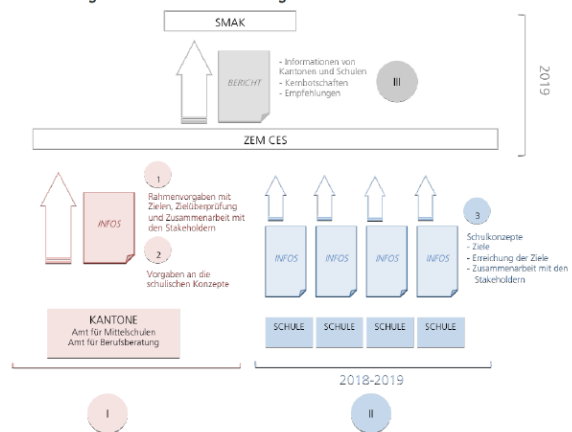 SMAK
BERICHT
- Informationen von
Kantonen und Schulen
- Kernbotschaften
- Empfehlungen
III
2019
ZEM CES
1
Rahmenvorgaben mit
Zielen, Zielüberprüfung
und Zusammenarbeit mit
den Stakeholdern
INFOS
2
Vorgaben an die
schulischen Konzepte
KANTONE
Amt für Mittelschulen
Amt für Berufsberatung
I
INFOS
INFOS
INFOS
INFOS
3
Schulkonzepte
- Ziele
- Erreichung der Ziele
- Zusammenarbeit mit den
Stakeholdern
SCHULE
SCHULE
SCHULE
SCHULE
2018-2019
II